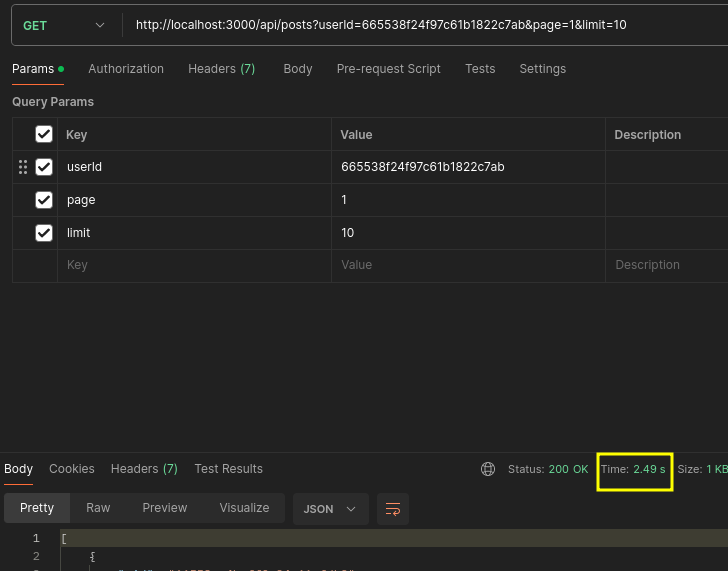 GET http://localhost:3000/api/posts?userId=665538f24f97c61b1822c7ab&page=1&limit=10
Params Authorization Headers (7) Body Pre-request Script Tests Settings
Query Params
Key Value Description
userId 665538f24f97c61b1822c7ab
page 1
limit 10
Key Value Description
Body Cookies Headers (7) Test Results Status: 200 OK Time: 2.49 s Size: 1 KB
Pretty Raw Preview Visualize JSON
1 [
2 {